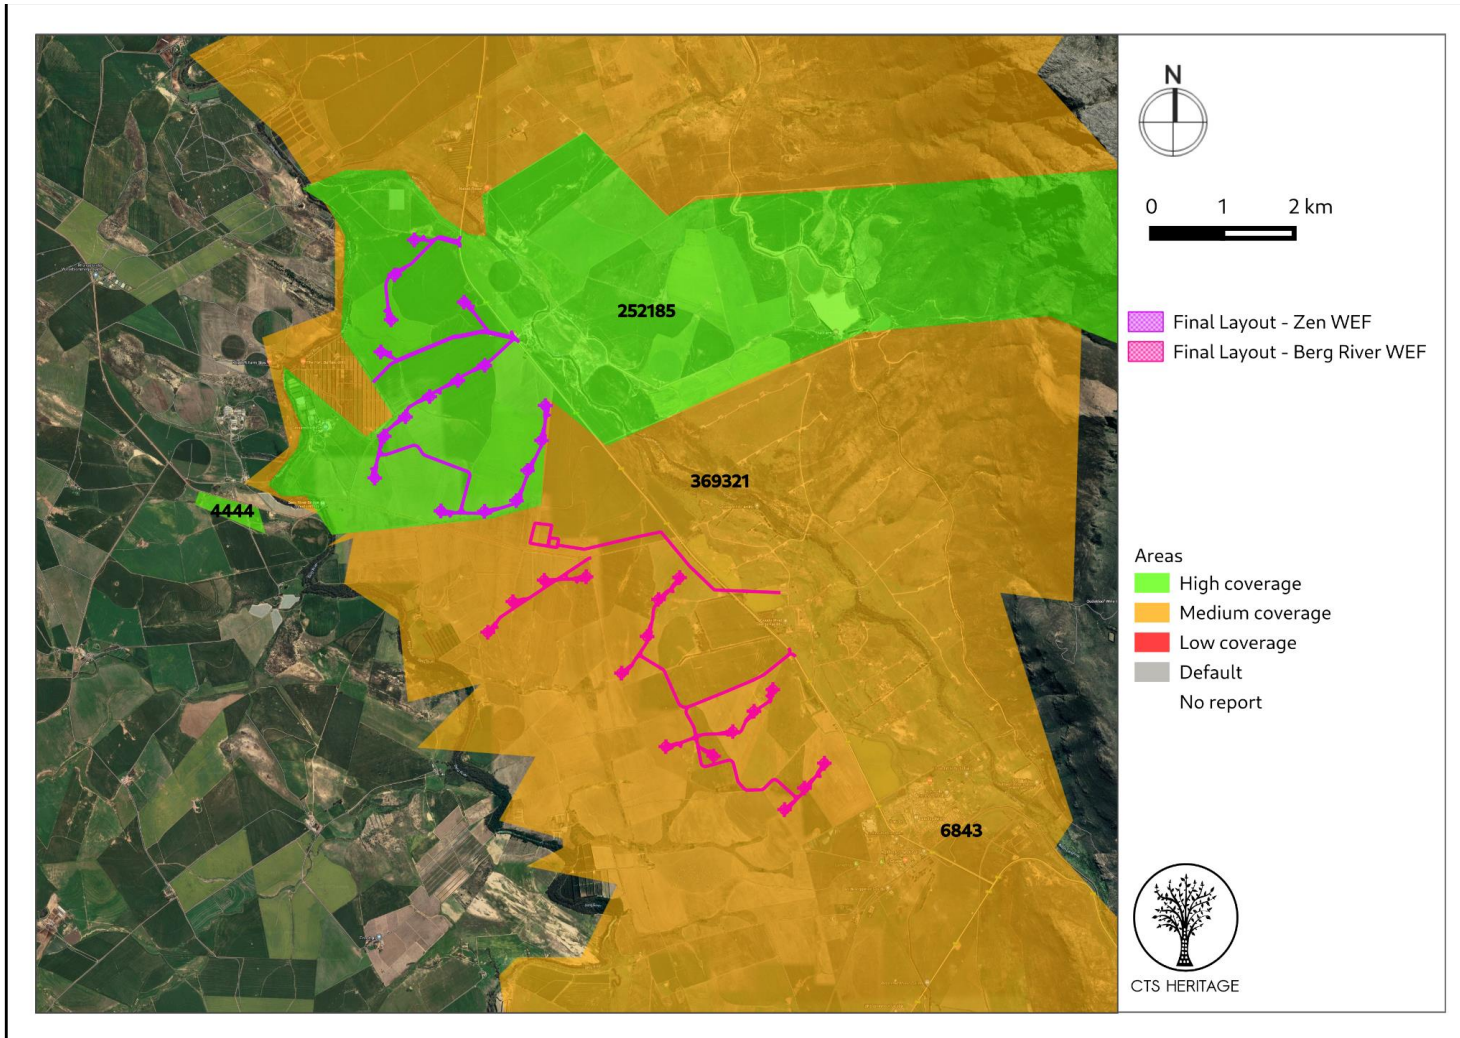 N
0 1 2 km
Final Layout - Zen WEF
Final Layout - Berg River WEF
252185
369321
4444
6843
Areas
High coverage
Medium coverage
Low coverage
Default
No report
CTS HERITAGE